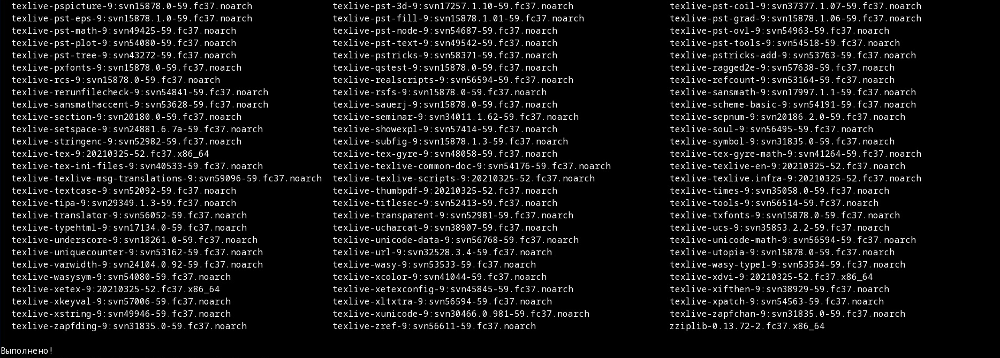 texlive-pspicture-9:svn15878.0-59.fc37.noarch texlive-pst-3d-9:svn17257.1.10-59.fc37.noarch texlive-pst-coil-9:svn37377.1.07-59.fc37.noarch
texlive-pst-eps-9:svn15878.1.0-59.fc37.noarch texlive-pst-fill-9:svn15878.1.01-59.fc37.noarch texlive-pst-grad-9:svn15878.1.06-59.fc37.noarch
texlive-pst-math-9:svn49425-59.fc37.noarch texlive-pst-node-9:svn54687-59.fc37.noarch texlive-pst-ovl-9:svn54963-59.fc37.noarch
texlive-pst-plot-9:svn54080-59.fc37.noarch texlive-pst-text-9:svn49542-59.fc37.noarch texlive-pst-tools-9:svn54518-59.fc37.noarch
texlive-pst-tree-9:svn43272-59.fc37.noarch texlive-pstricks-9:svn58371-59.fc37.noarch texlive-pstricks-add-9:svn53763-59.fc37.noarch
texlive-pxfonts-9:svn15878.0-59.fc37.noarch texlive-qstest-9:svn15878.0-59.fc37.noarch texlive-ragged2e-9:svn57638-59.fc37.noarch
texlive-rcs-9:svn15878.0-59.fc37.noarch texlive-realscripts-9:svn56594-59.fc37.noarch texlive-refcount-9:svn53164-59.fc37.noarch
texlive-rerunfilecheck-9:svn54841-59.fc37.noarch texlive-rsfs-9:svn15878.0-59.fc37.noarch texlive-sansmath-9:svn17997.1.1-59.fc37.noarch
texlive-sansmathaccent-9:svn53628-59.fc37.noarch texlive-sauerj-9:svn15878.0-59.fc37.noarch texlive-scheme-basic-9:svn54191-59.fc37.noarch
texlive-section-9:svn20180.0-59.fc37.noarch texlive-seminar-9:svn34011.1.62-59.fc37.noarch texlive-sepnum-9:svn20186.2.0-59.fc37.noarch
texlive-setspace-9:svn24881.6.7a-59.fc37.noarch texlive-showexpl-9:svn57414-59.fc37.noarch texlive-soul-9:svn56495-59.fc37.noarch
texlive-stringenc-9:svn52982-59.fc37.noarch texlive-subfig-9:svn15878.1.3-59.fc37.noarch texlive-symbol-9:svn31835.0-59.fc37.noarch
texlive-tex-9:20210325-52.fc37.x86_64 texlive-tex-gyre-9:svn48058-59.fc37.noarch texlive-tex-gyre-math-9:svn41264-59.fc37.noarch
texlive-tex-ini-files-9:svn40533-59.fc37.noarch texlive-texlive-common-doc-9:svn54176-59.fc37.noarch texlive-texlive-en-9:20210325-52.fc37.noarch
texlive-texlive-msg-translations-9:svn59096-59.fc37.noarch texlive-texlive-scripts-9:20210325-52.fc37.noarch texlive-texlive.infra-9:20210325-52.fc37.noarch
texlive-textcase-9:svn52092-59.fc37.noarch texlive-thumbpdf-9:20210325-52.fc37.noarch texlive-times-9:svn35058.0-59.fc37.noarch
texlive-tipa-9:svn29349.1.3-59.fc37.noarch texlive-titlesec-9:svn52413-59.fc37.noarch texlive-tools-9:svn56514-59.fc37.noarch
texlive-translator-9:svn56052-59.fc37.noarch texlive-transparent-9:svn52981-59.fc37.noarch texlive-txfonts-9:svn15878.0-59.fc37.noarch
texlive-typehtml-9:svn17134.0-59.fc37.noarch texlive-ucharcat-9:svn38907-59.fc37.noarch texlive-ucs-9:svn35853.2.2-59.fc37.noarch
texlive-underscore-9:svn18261.0-59.fc37.noarch texlive-unicode-data-9:svn56768-59.fc37.noarch texlive-unicode-math-9:svn56594-59.fc37.noarch
texlive-uniquecounter-9:svn53162-59.fc37.noarch texlive-url-9:svn32528.3.4-59.fc37.noarch texlive-utopia-9:svn15878.0-59.fc37.noarch
texlive-varwidth-9:svn24104.0.92-59.fc37.noarch texlive-wasy-9:svn53533-59.fc37.noarch texlive-wasy-type1-9:svn53534-59.fc37.noarch
texlive-wasysym-9:svn54080-59.fc37.noarch texlive-xcolor-9:svn41044-59.fc37.noarch texlive-xdvi-9:20210325-52.fc37.x86_64
texlive-xetex-9:20210325-52.fc37.x86_64 texlive-xetexconfig-9:svn45845-59.fc37.noarch texlive-xifthen-9:svn38929-59.fc37.noarch
texlive-xkeyval-9:svn57006-59.fc37.noarch texlive-xltxtra-9:svn56594-59.fc37.noarch texlive-xpatch-9:svn54563-59.fc37.noarch
texlive-xstring-9:svn49946-59.fc37.noarch texlive-xunicode-9:svn30466.0.981-59.fc37.noarch texlive-zapfchan-9:svn31835.0-59.fc37.noarch
texlive-zapfding-9:svn31835.0-59.fc37.noarch texlive-zref-9:svn56611-59.fc37.noarch zziplib-0.13.72-2.fc37.x86_64
Выполнено!